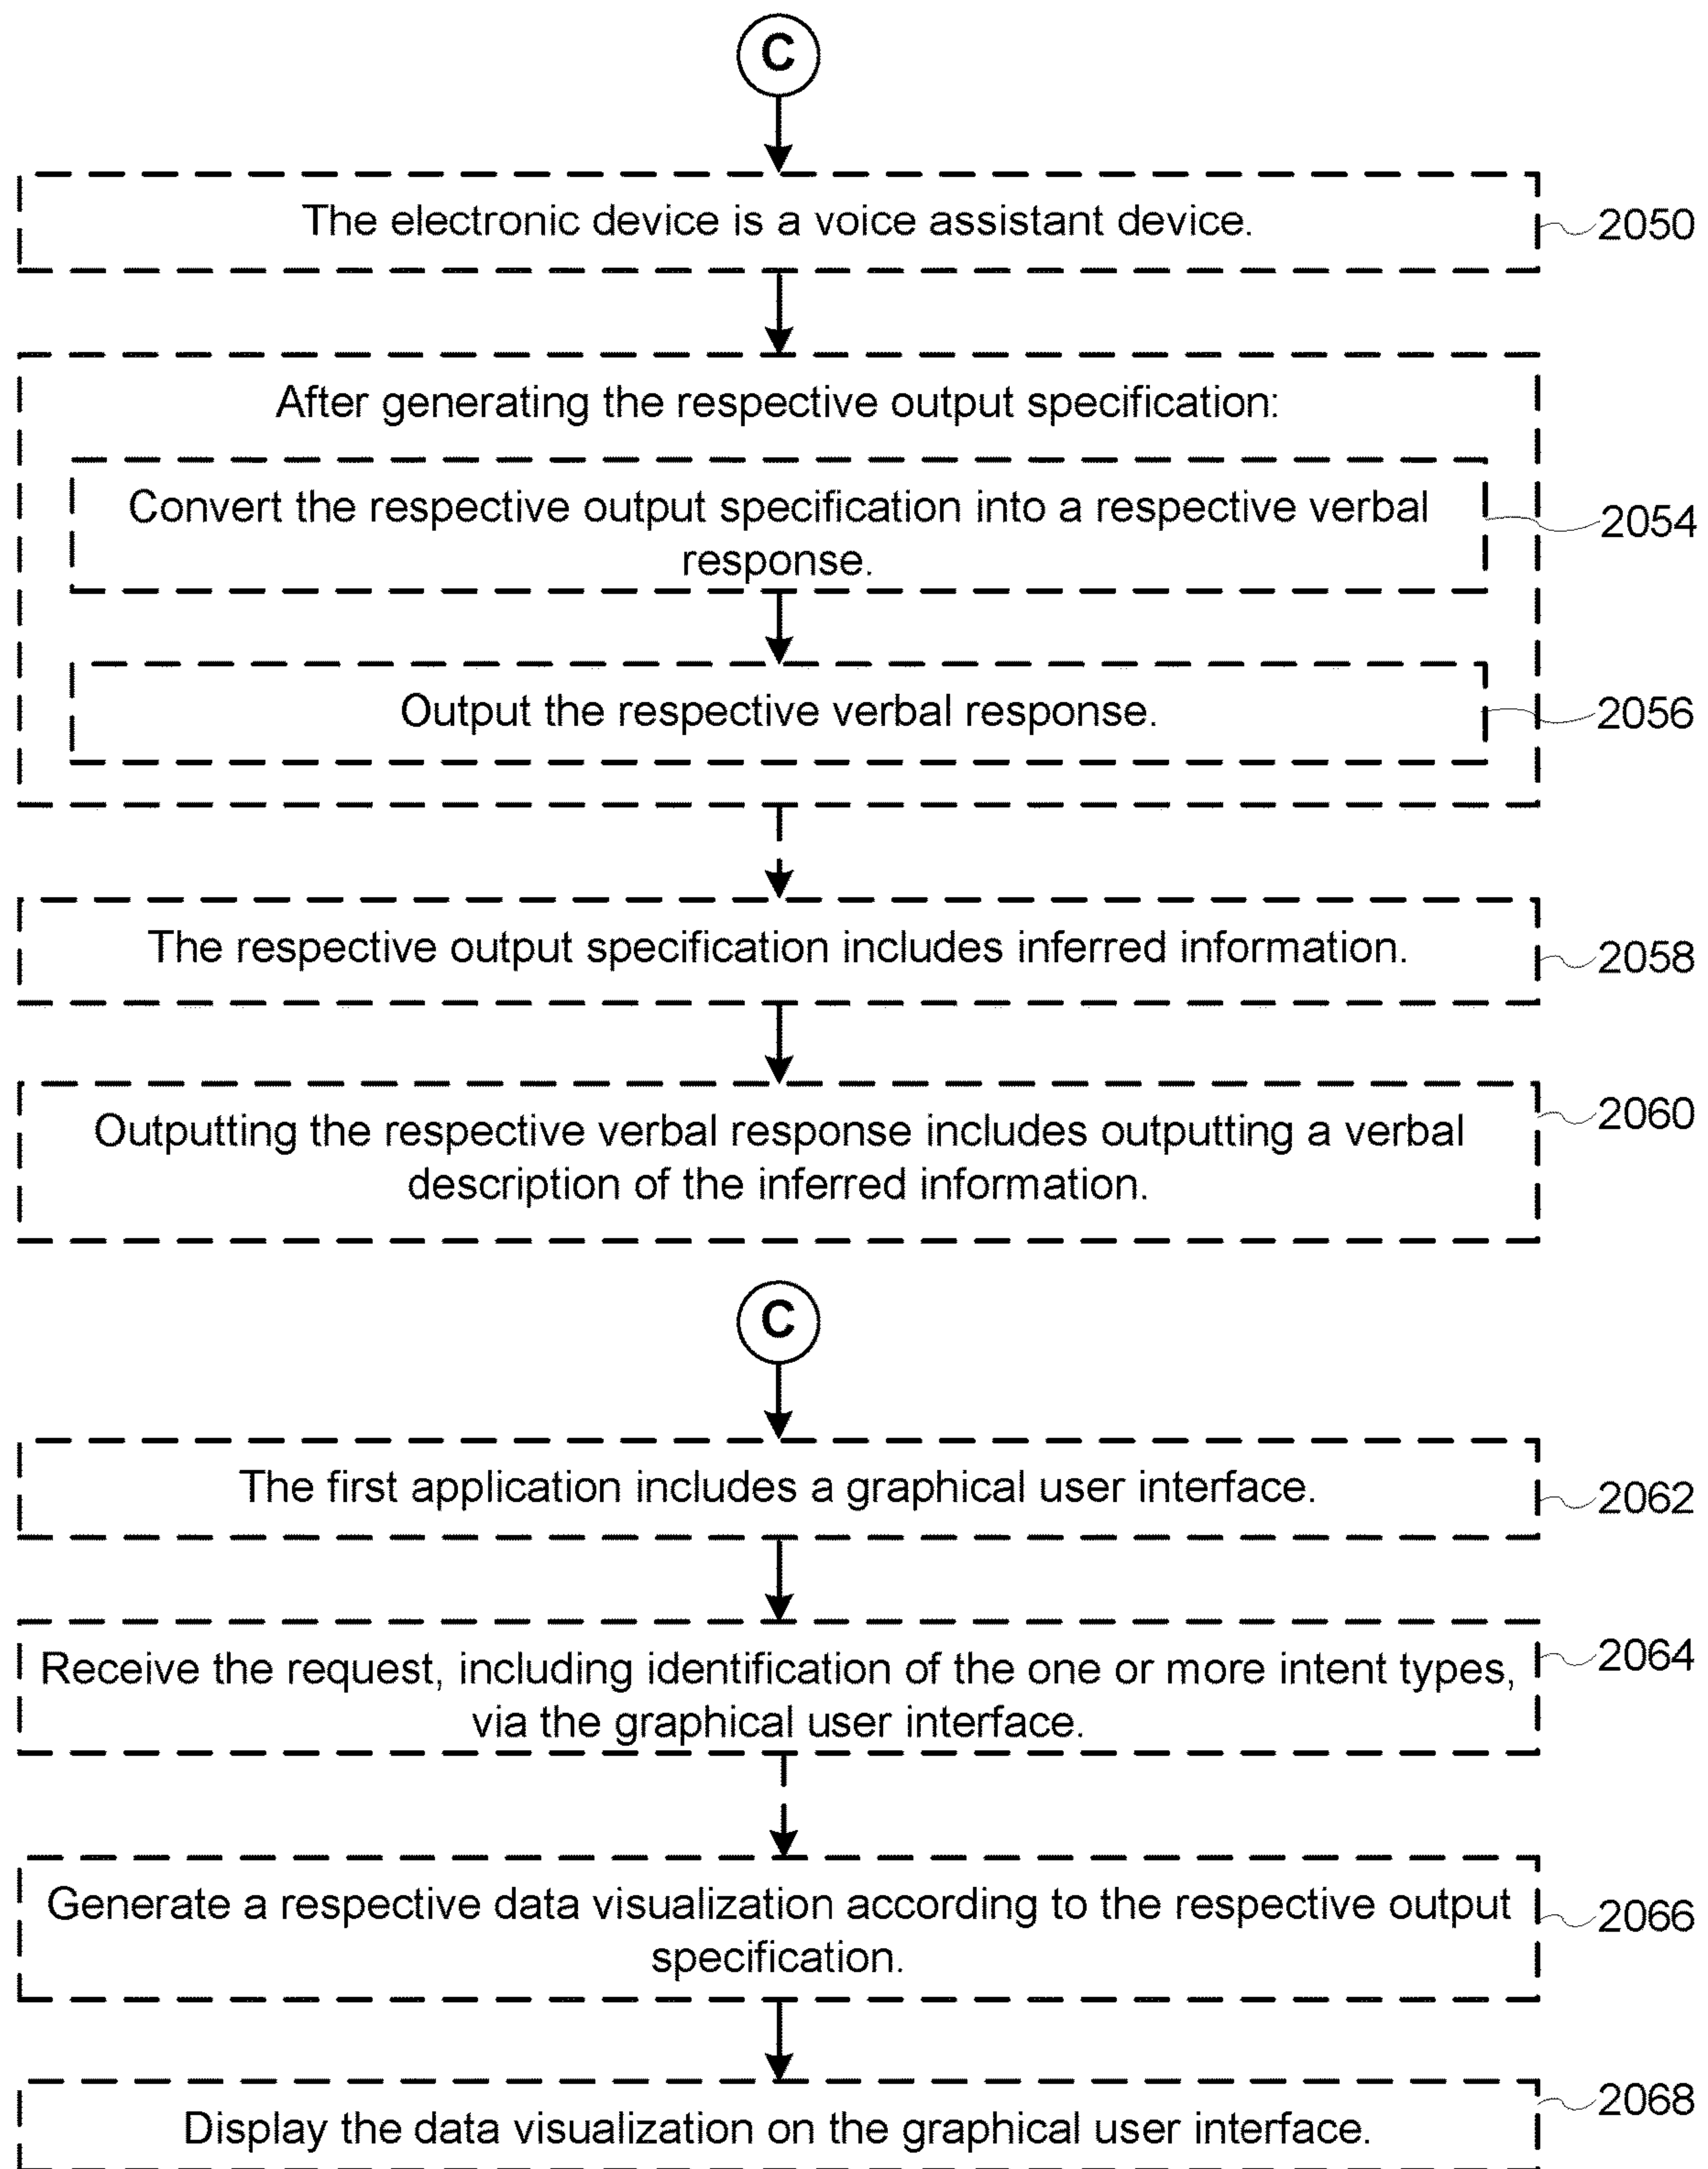 C
The electronic device is a voice assistant device.
2050
After generating the respective output specification:
Convert the respective output specification into a respective verbal
response.
2054
Output the respective verbal response.
2056
The respective output specification includes inferred information.
2058
Outputting the respective verbal response includes outputting a verbal
description of the inferred information.
2060
C
The first application includes a graphical user interface.
2062
Receive the request, including identification of the one or more intent types,
via the graphical user interface.
2064
Generate a respective data visualization according to the respective output
specification.
2066
Display the data visualization on the graphical user interface.
2068